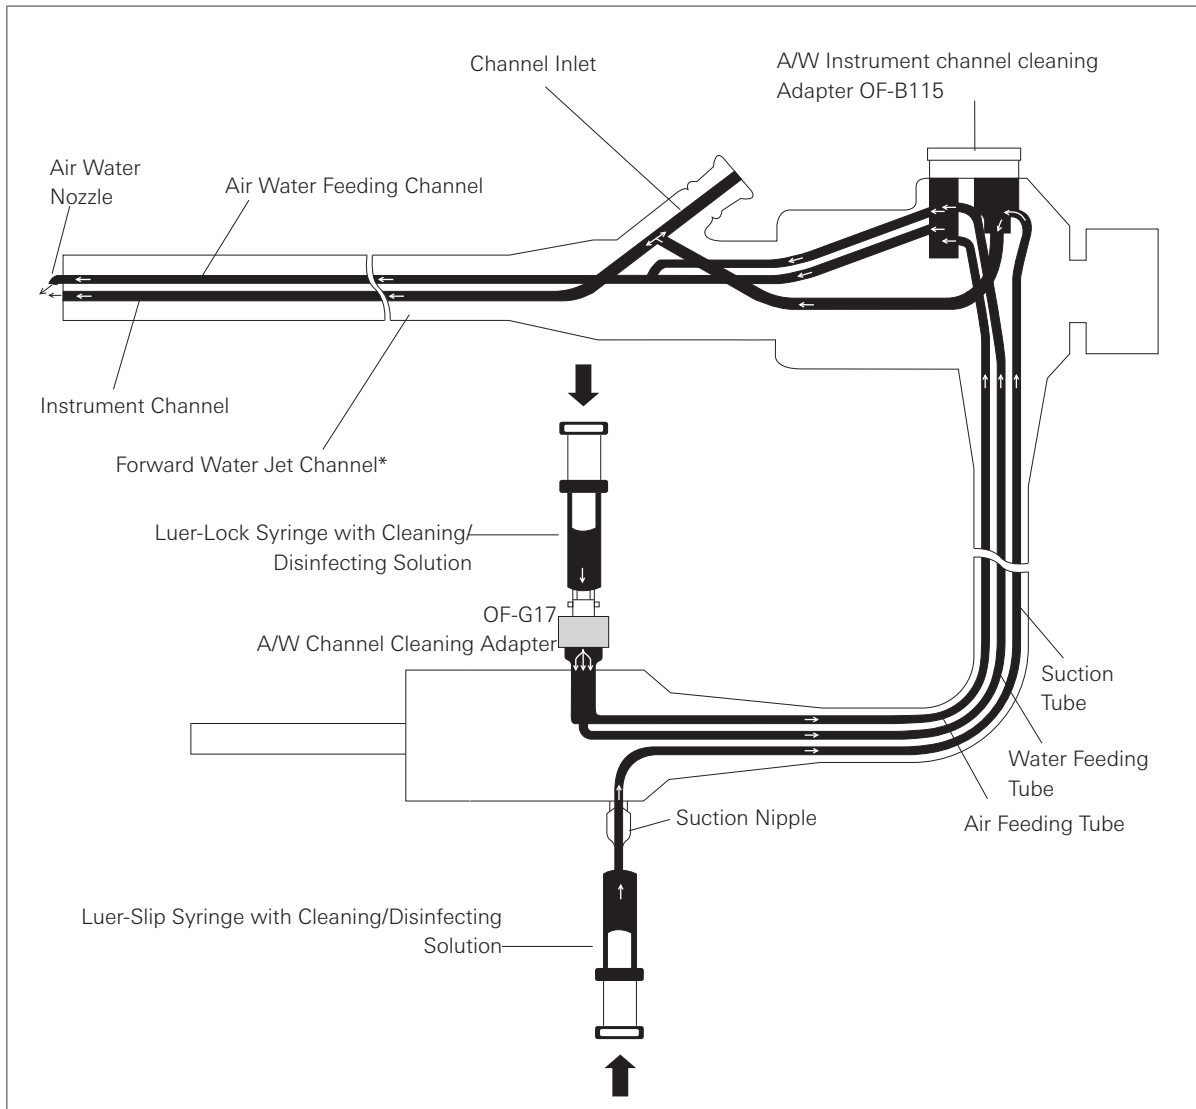 Channel Inlet
A/W Instrument channel cleaning
Adapter OF-B115
Air Water
Nozzle
Air Water Feeding Channel
Instrument Channel
Forward Water Jet Channel*
Luer-Lock Syringe with Cleaning/
Disinfecting Solution
OF-G17
A/W Channel Cleaning Adapter
Suction
Tube
Water Feeding
Tube
Air Feeding Tube
Suction Nipple
Luer-Slip Syringe with Cleaning/Disinfecting
Solution